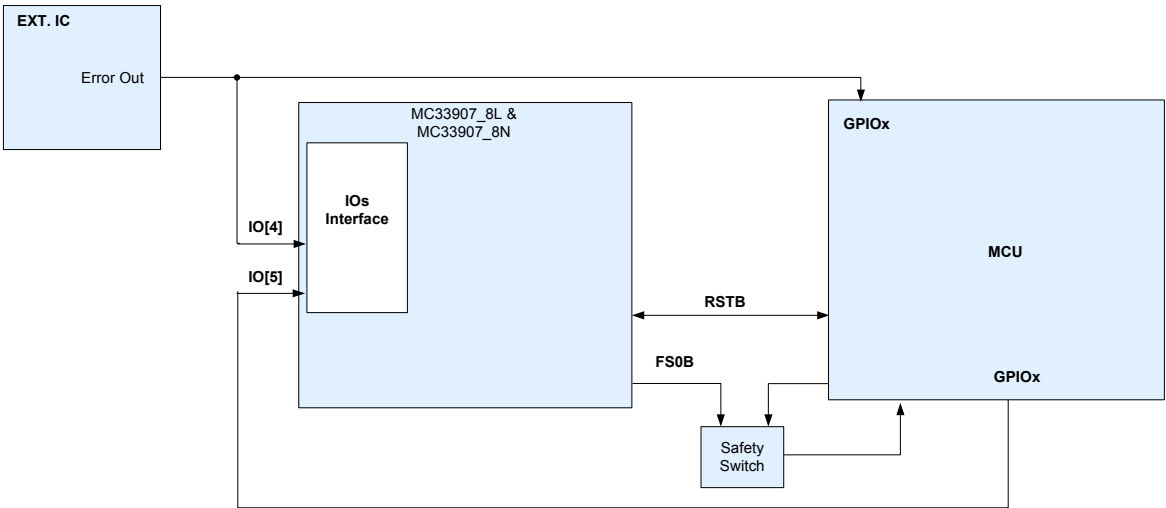 EXT. IC
Error Out
MC33907_8L &
MC33907_8N
GPIOx
IOs
Interface
IO[4]
IO[5]
MCU
RSTB
FS0B
GPIOx
Safety
Switch